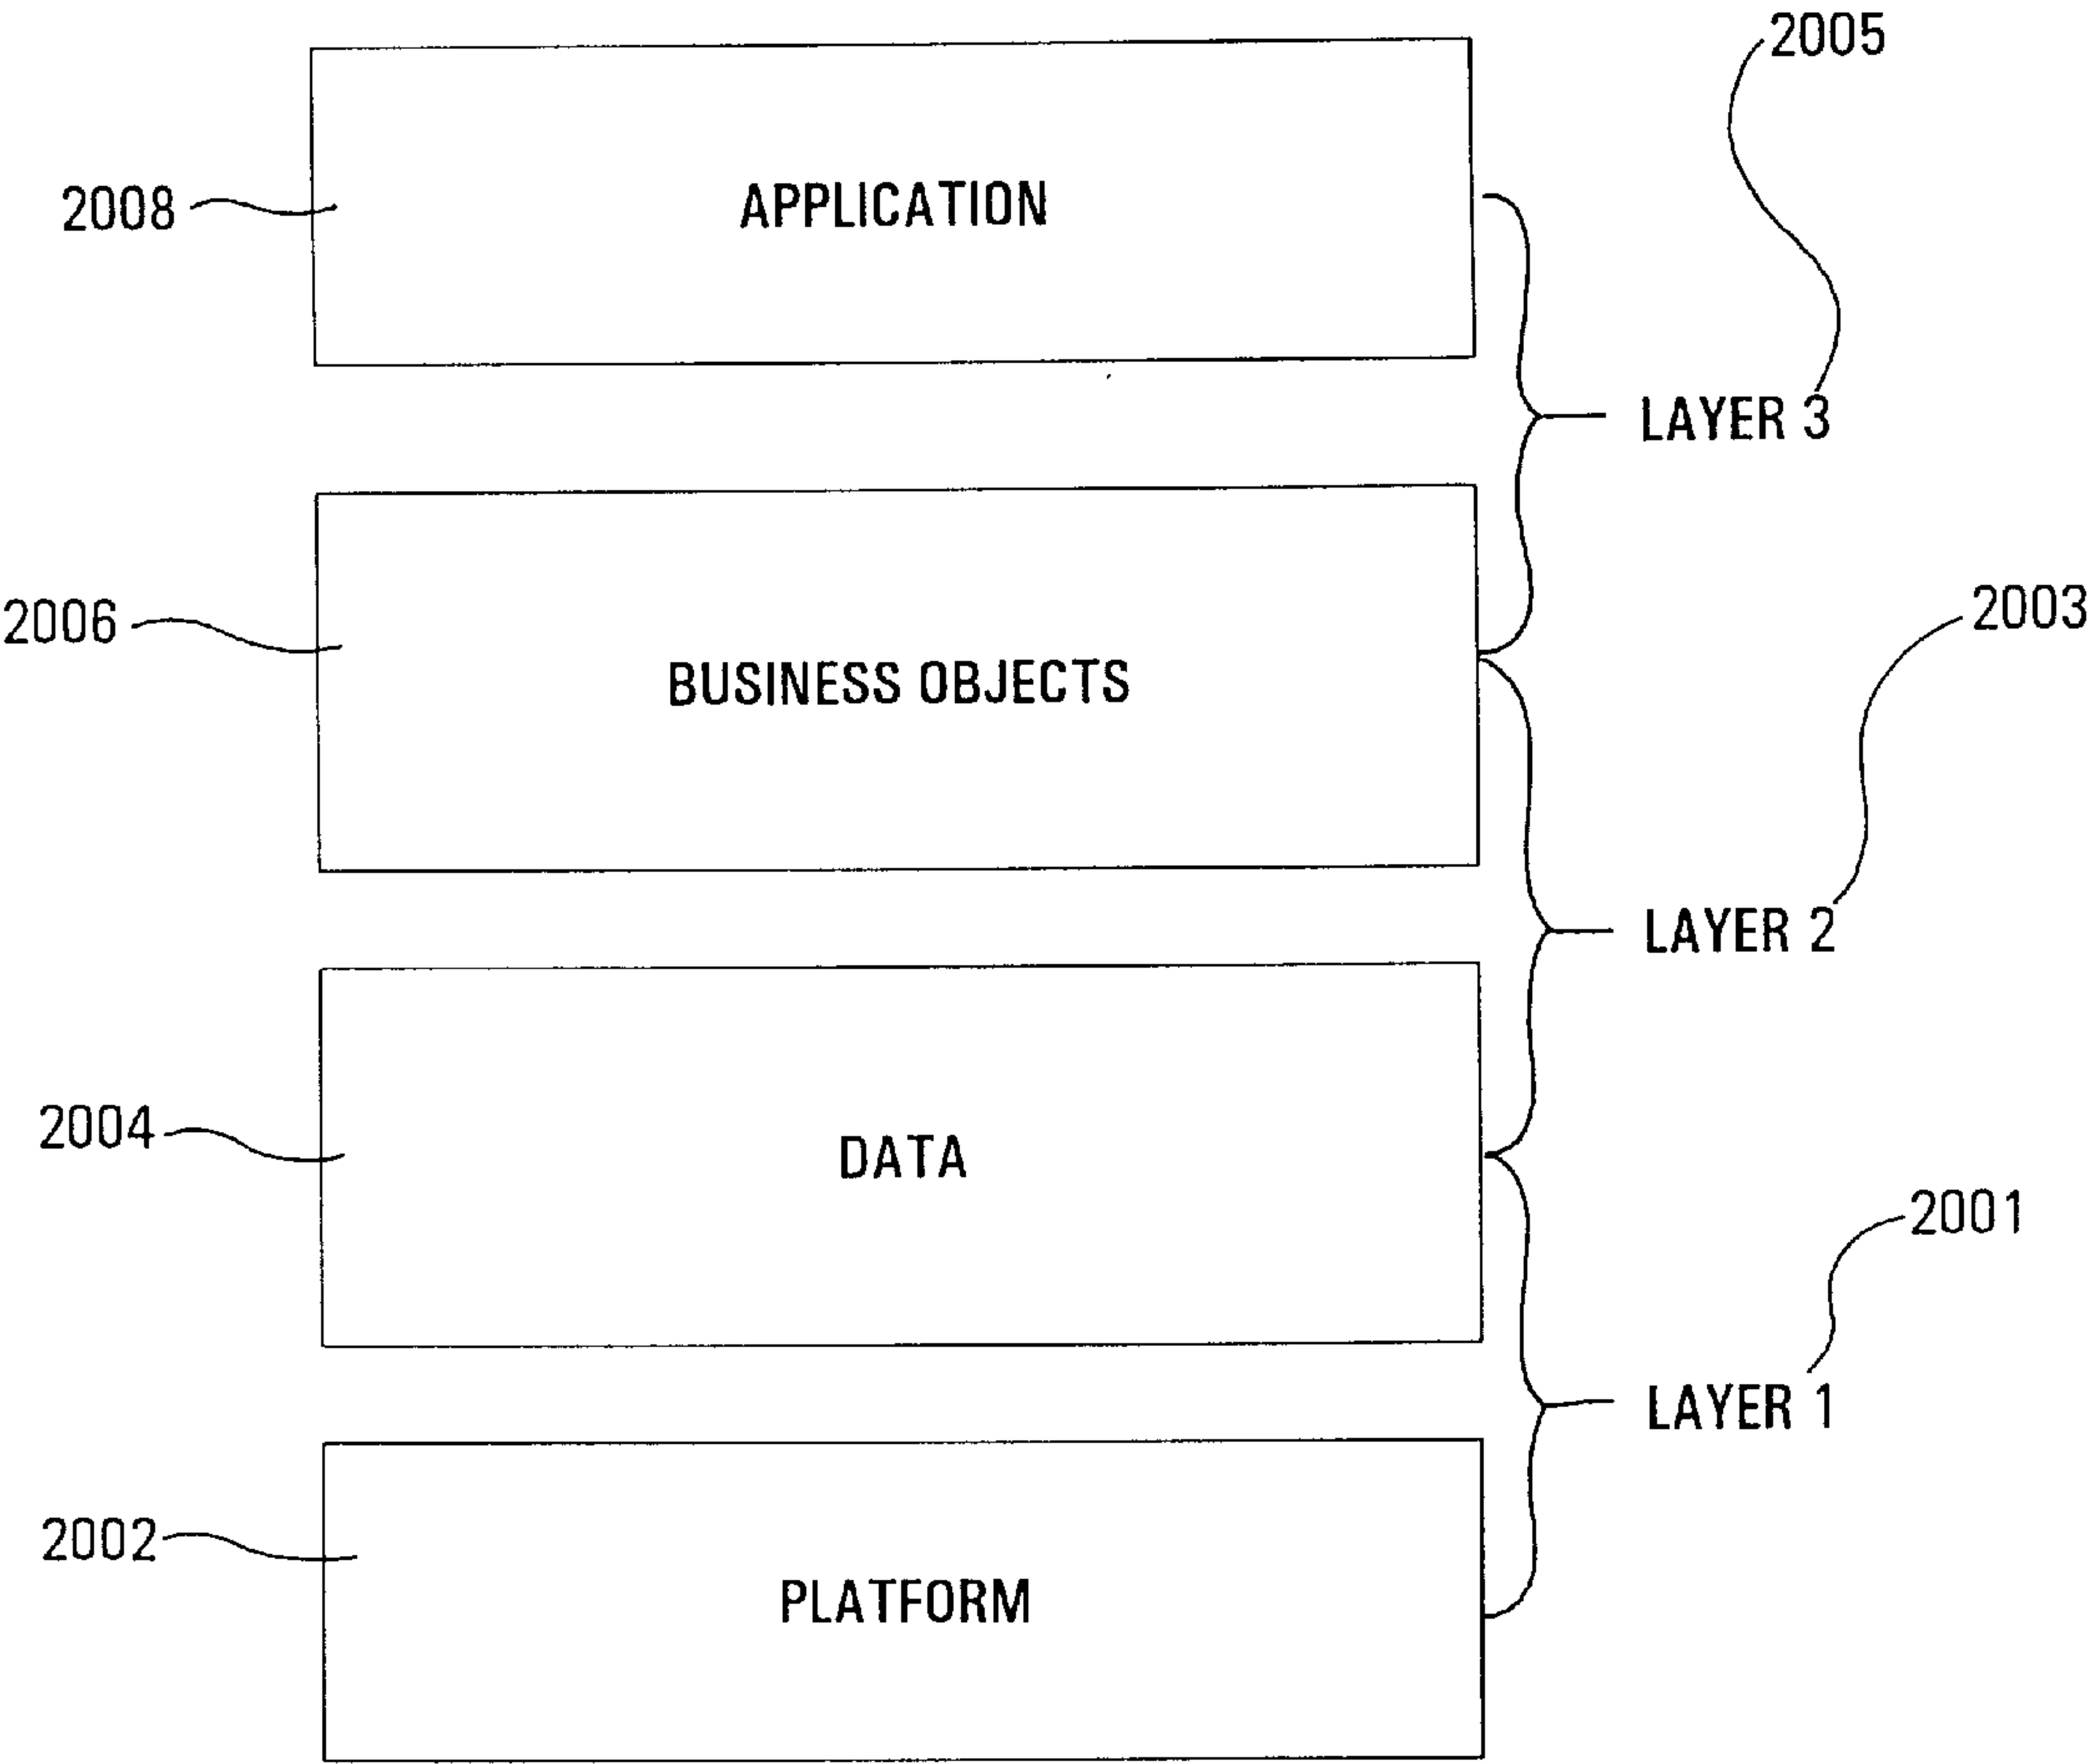 2005
2008
APPLICATION
LAYER 3
2006
2003
BUSINESS OBJECTS
LAYER 2
2004
DATA
2001
LAYER 1
2002
PLATFORM